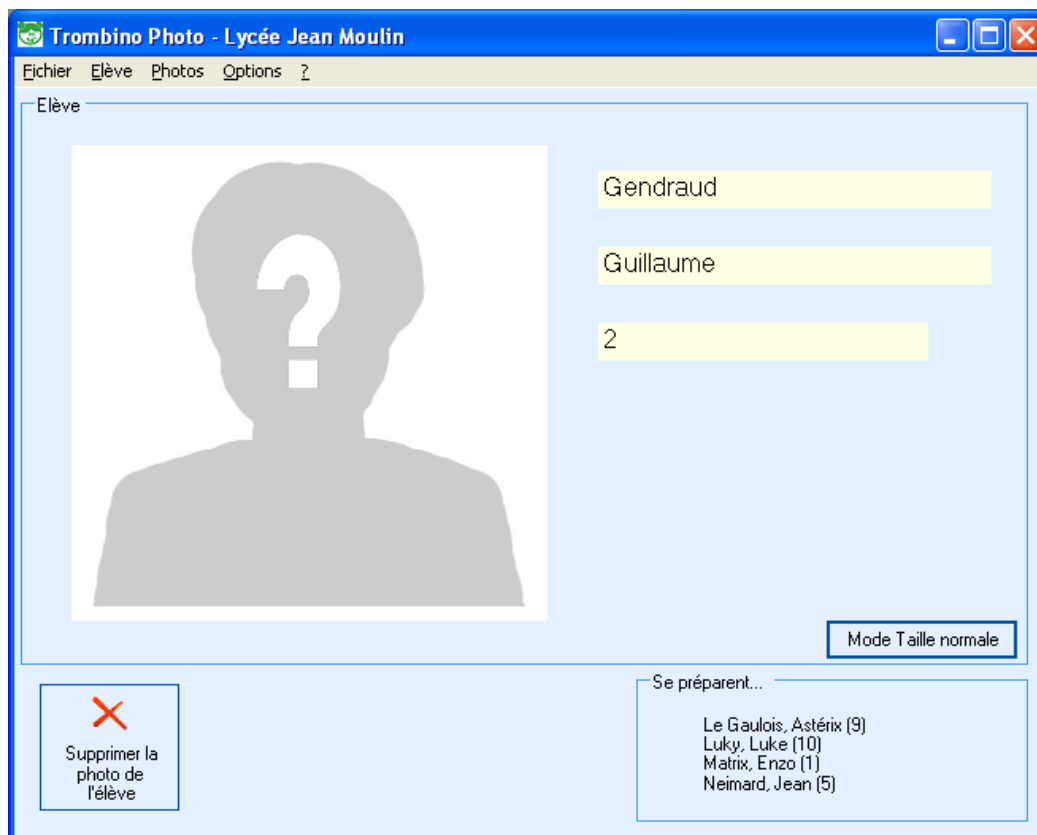 Trombino Photo - Lycée Jean Moulin
Fichier Elève Photos Options ?
Elève
?
Gendraud
Guillaume
2
Mode Taille normale
Supprimer la
photo de
l'élève
Se préparent...
Le Gaulois, Astérix (9)
Luky, Luke (10)
Matrix, Enzo (1)
Neimard, Jean (5)